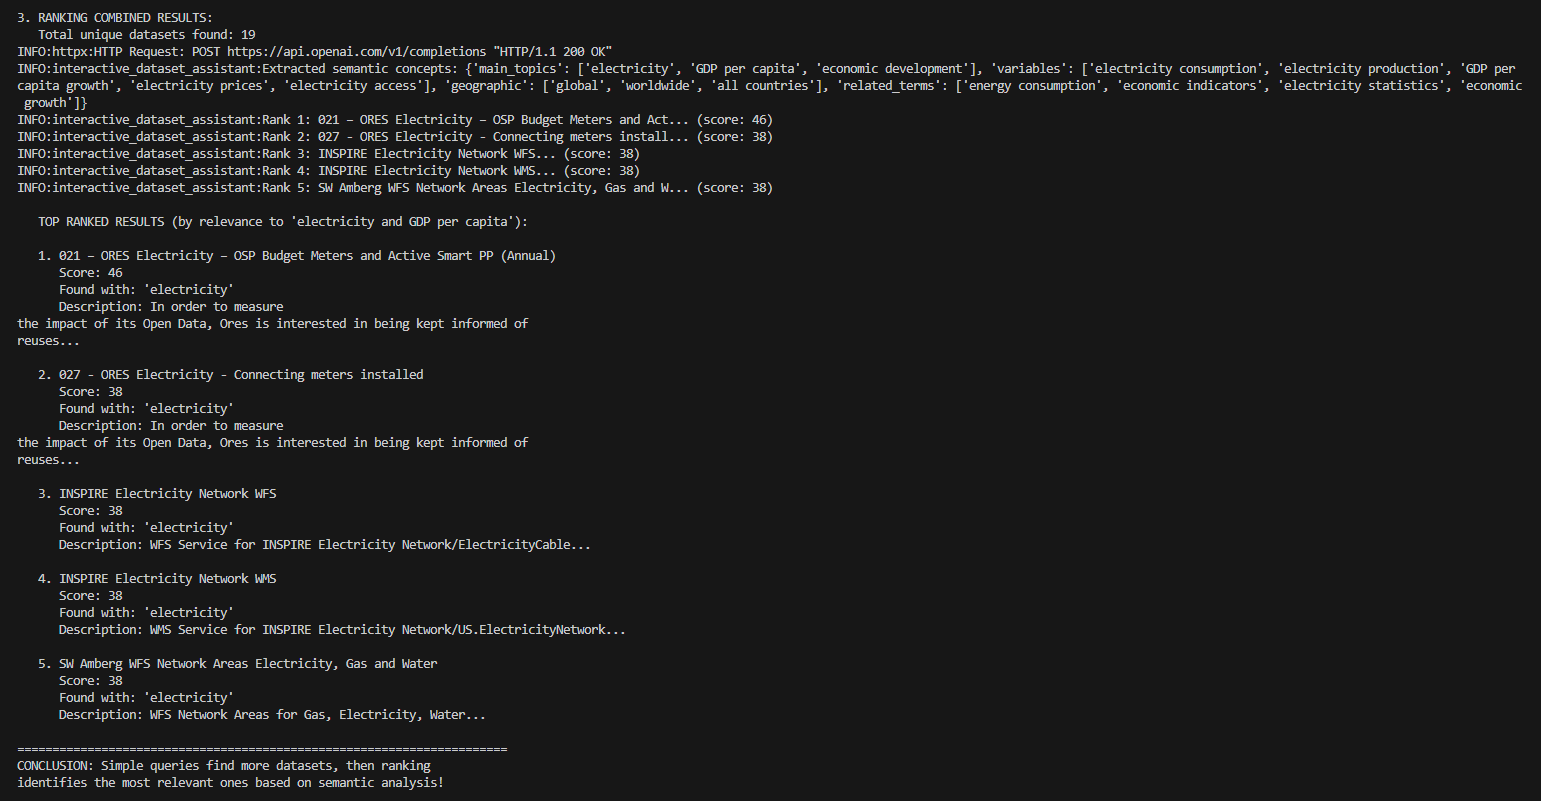 3. RANKING COMBINED RESULTS:
Total unique datasets found: 19
INFO:httpx:HTTP Request: POST https://api.openai.com/v1/completions "HTTP/1.1 200 OK"
INFO:interactive_dataset_assistant:Extracted semantic concepts: {'main_topics': ['electricity', 'GDP per capita', 'economic development'], 'variables': ['electricity consumption', 'electricity production', 'GDP per
capita growth', 'electricity prices', 'electricity access'], 'geographic': ['global', 'worldwide', 'all countries'], 'related_terms': ['energy consumption', 'economic indicators', 'electricity statistics', 'economic
growth']}
INFO:interactive_dataset_assistant:Rank 1: 021 – ORES Electricity – OSP Budget Meters and Act... (score: 46)
INFO:interactive_dataset_assistant:Rank 2: 027 - ORES Electricity - Connecting meters install... (score: 38)
INFO:interactive_dataset_assistant:Rank 3: INSPIRE Electricity Network WFS... (score: 38)
INFO:interactive_dataset_assistant:Rank 4: INSPIRE Electricity Network WMS... (score: 38)
INFO:interactive_dataset_assistant:Rank 5: SW Amberg WFS Network Areas Electricity, Gas and W... (score: 38)
TOP RANKED RESULTS (by relevance to 'electricity and GDP per capita'):
1. 021 – ORES Electricity – OSP Budget Meters and Active Smart PP (Annual)
Score: 46
Found with: 'electricity'
Description: In order to measure
the impact of its Open Data, Ores is interested in being kept informed of
reuses...
2. 027 - ORES Electricity - Connecting meters installed
Score: 38
Found with: 'electricity'
Description: In order to measure
the impact of its Open Data, Ores is interested in being kept informed of
reuses...
3. INSPIRE Electricity Network WFS
Score: 38
Found with: 'electricity'
Description: WFS Service for INSPIRE Electricity Network/ElectricityCable...
4. INSPIRE Electricity Network WMS
Score: 38
Found with: 'electricity'
Description: WMS Service for INSPIRE Electricity Network/US.ElectricityNetwork...
5. SW Amberg WFS Network Areas Electricity, Gas and Water
Score: 38
Found with: 'electricity'
Description: WFS Network Areas for Gas, Electricity, Water...
======================================================================
CONCLUSION: Simple queries find more datasets, then ranking
identifies the most relevant ones based on semantic analysis!